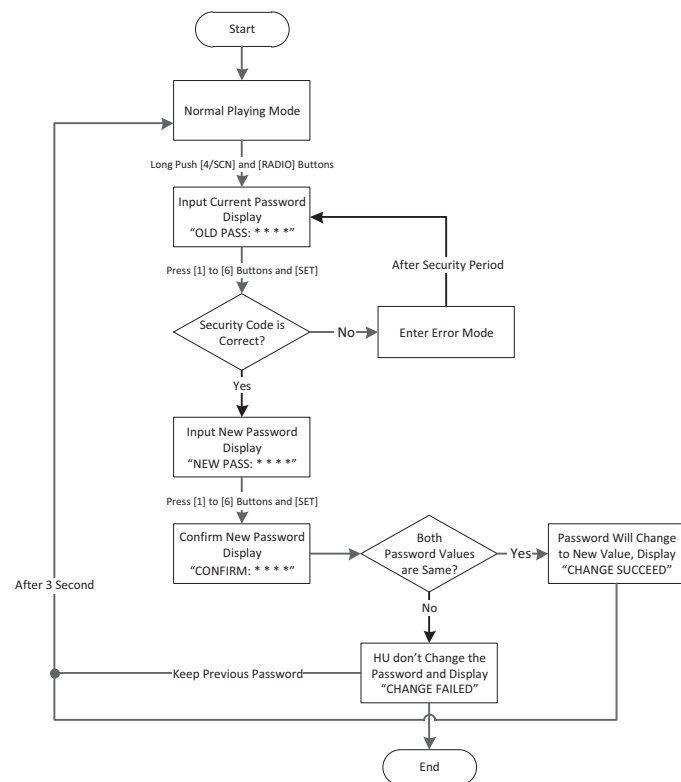 Start
Normal Playing Mode
Long Push [4/SCN] and [RADIO] Buttons
Input Current Password
Display
“OLD PASS: * * * *”
After Security Period
Press [1] to [6] Buttons and [SET]
Security Code is
Correct?
No
Enter Error Mode
Yes
Input New Password
Display
“NEW PASS: * * * *”
Press [1] to [6] Buttons and [SET]
Confirm New Password
Display
“CONFIRM: * * * *”
Both
Password Values
are Same?
Yes
Password Will Change
to New Value, Display
“CHANGE SUCCEED”
After 3 Second
No
HU don’t Change the
Password and Display
“CHANGE FAILED”
Keep Previous Password
End